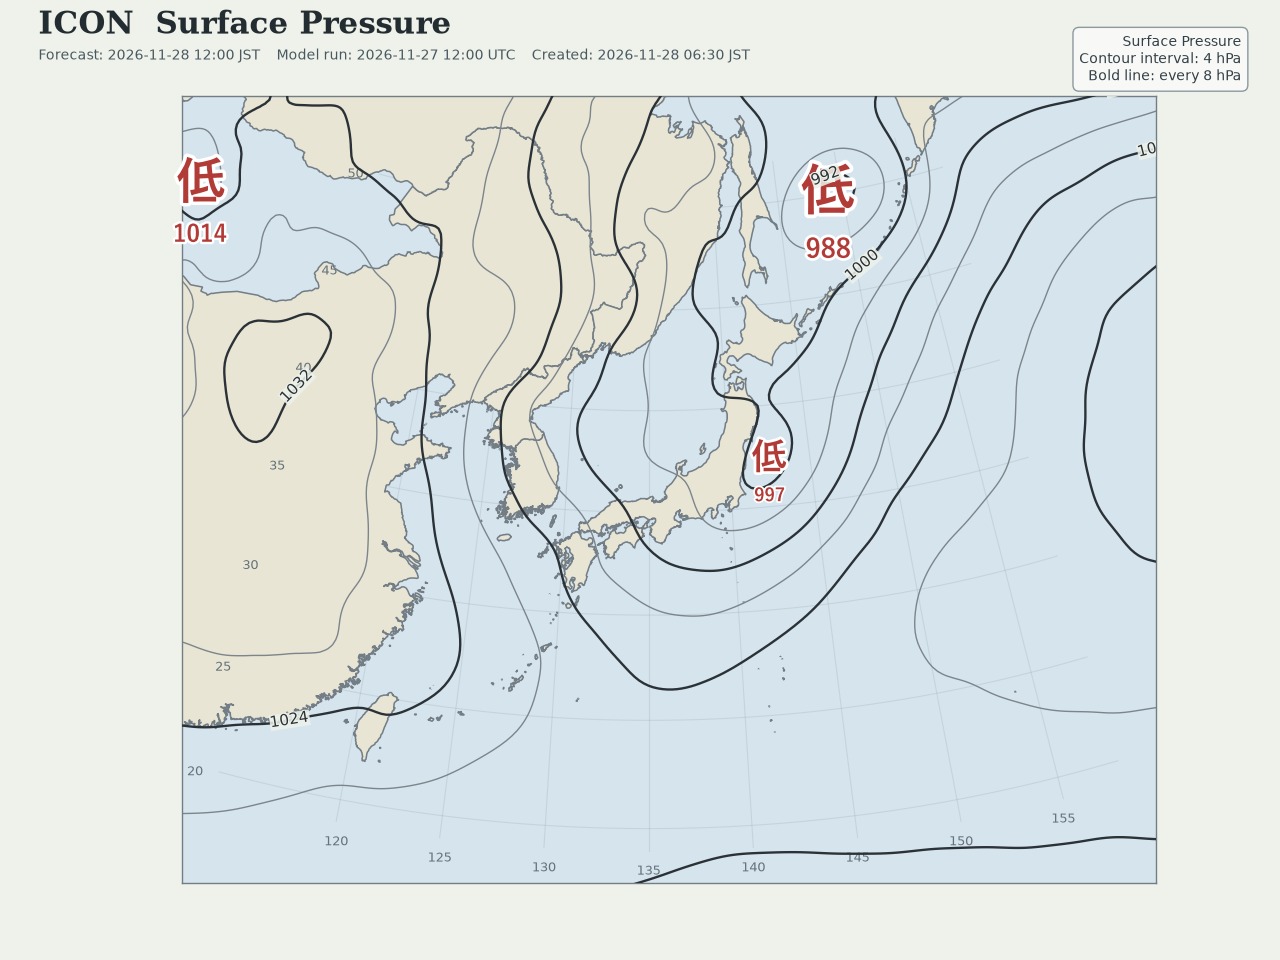 ICON Surface Pressure
Forecast: 2026-11-28 12:00 JST Model run: 2026-11-27 12:00 UTC Created: 2026-11-28 06:30 JST
Surface Pressure
Contour interval: 4 hPa
Bold line: every 8 hPa
10
50
低
1014
992
低
988
1000
45
1032
35
低
997
30
25
1024
20
120
125
130
135
140
145
150
155